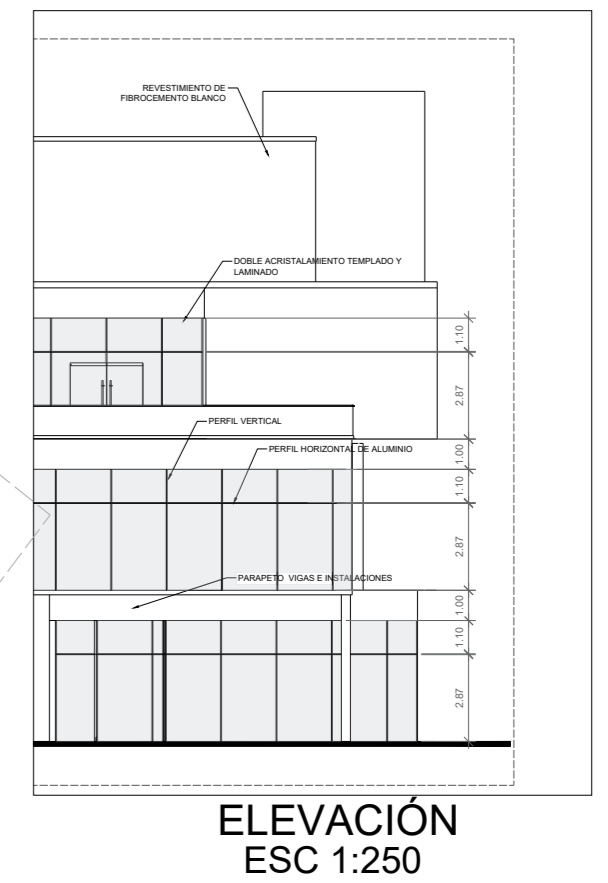 REVESTIMIENTO DE
FIBROCEMENTO BLANCO
DOBLE ACRISTALAMIENTO TEMPLADO Y
LAMINADO
1.10
2.87
PERFIL VERTICAL
PERFIL HORIZONTAL DE ALUMINIO
1.00
1.10
2.87
PARAPETO VIGAS E INSTALACIONES
1.00
1.10
2.87
ELEVACIÓN
ESC 1:250